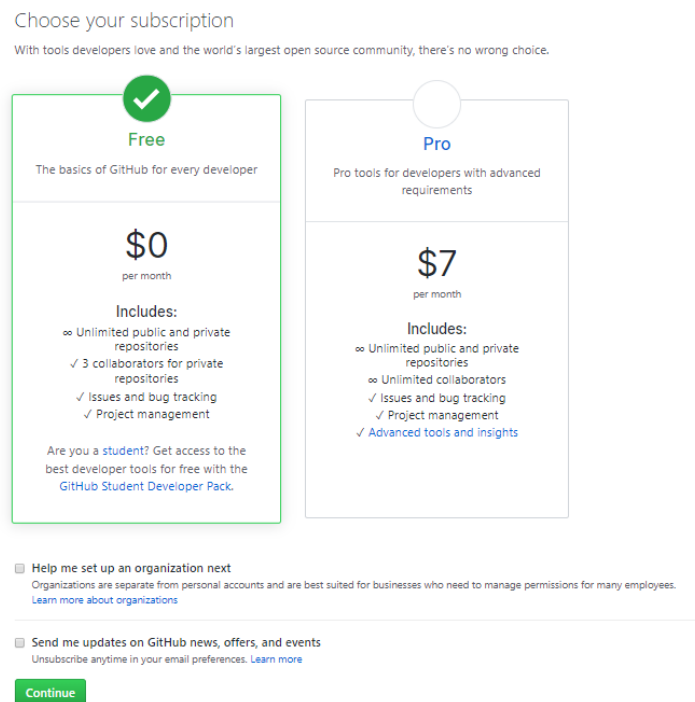 Choose your subscription
With tools developers love and the world's largest open source community, there's no wrong choice.
Free
The basics of GitHub for every developer
$0
per month
Includes:
∞ Unlimited public and private
repositories
✓ 3 collaborators for private
repositories
✓ Issues and bug tracking
✓ Project management
Are you a student? Get access to the
best developer tools for free with the
GitHub Student Developer Pack.
Pro
Pro tools for developers with advanced
requirements
$7
per month
Includes:
∞ Unlimited public and private
repositories
∞ Unlimited collaborators
✓ Issues and bug tracking
✓ Project management
✓ Advanced tools and insights
Help me set up an organization next
Organizations are separate from personal accounts and are best suited for businesses who need to manage permissions for many employees.
Learn more about organizations
Send me updates on GitHub news, offers, and events
Unsubscribe anytime in your email preferences. Learn more
Continue